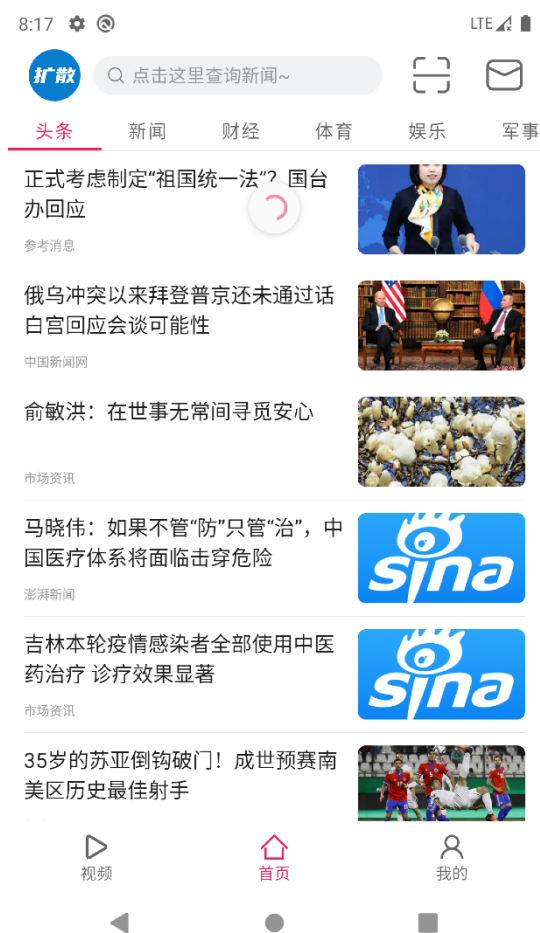 8:17
LTE
扩散
点击这里查询新闻~
头条
新闻
财经
体育
娱乐
军事
正式考虑制定“祖国统一法”？国台
办回应
参考消息
俄乌冲突以来拜登普京还未通过话
白宫回应会谈可能性
中国新闻网
俞敏洪：在世事无常间寻觅安心
市场资讯
马晓伟：如果不管“防”只管“治”，中
国医疗体系将面临击穿危险
澎湃新闻
sina
吉林本轮疫情感染者全部使用中医
药治疗 诊疗效果显著
市场资讯
sina
35岁的苏亚倒钩破门！成世预赛南
美区历史最佳射手
视频
首页
我的